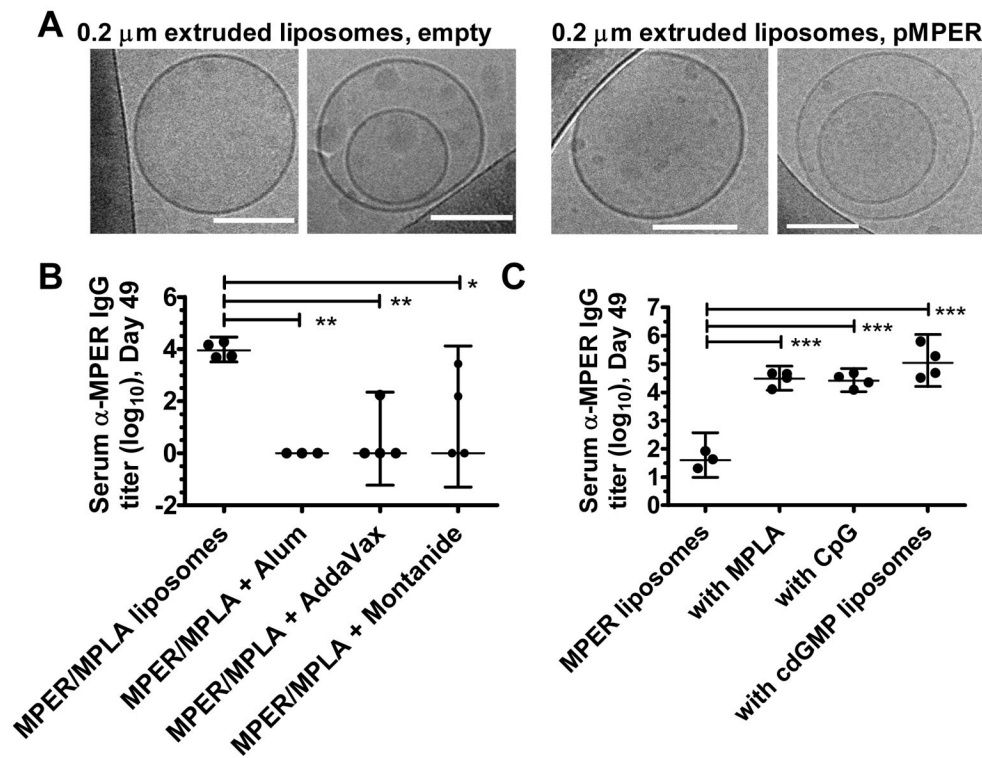 A
0.2 μm extruded liposomes, empty
0.2 μm extruded liposomes, pMPER
B
Serum α-MPER IgG
titer (log10), Day 49
6
4
2
0
-2
*
**
**
MPER/MPLA liposomes
MPER/MPLA + Alum
MPER/MPLA + AddaVax
MPER/MPLA + Montanide
C
Serum α-MPER IgG
titer (log10), Day 49
7
6
5
4
3
2
1
0
***
***
***
MPER liposomes
with MPLA
with CpG
with cdGMP liposomes